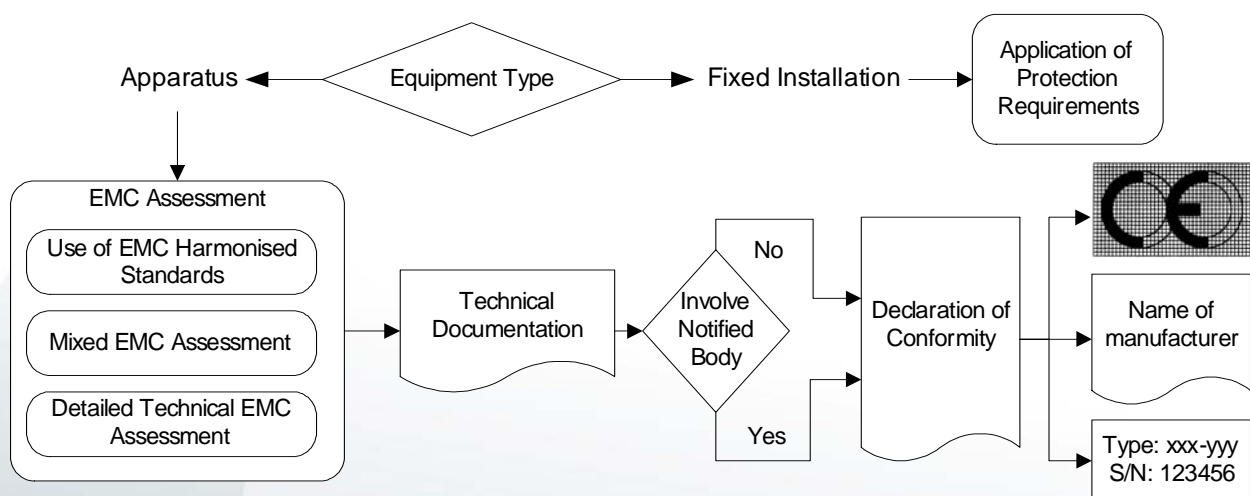 Equipment Type
Apparatus
Fixed Installation
Application of
Protection
Requirements
EMC Assessment
Use of EMC Harmonised
Standards
Mixed EMC Assessment
Detailed Technical EMC
Assessment
Technical
Documentation
Involve
Notified
Body
No
Yes
Declaration of
Conformity
CE
Name of
manufacturer
Type: xxx-yyy
S/N: 123456